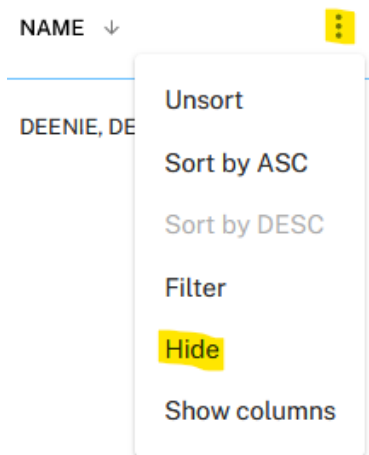 NAME ↓
Unsort
DEENIE, DE
Sort by ASC
Sort by DESC
Filter
Hide
Show columns